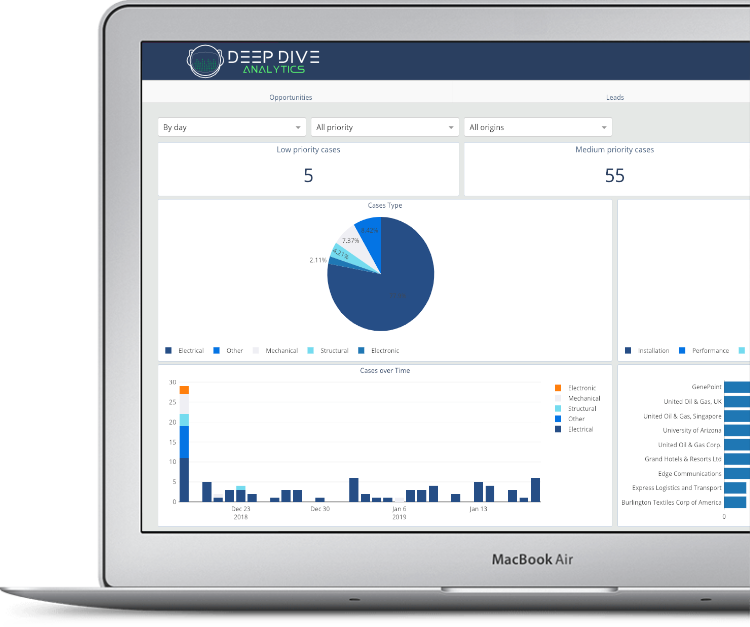 DEEP DIVE
ANALYTICS
Opportunities
Leads
By day
All priority
All origins
Low priority cases
5
Medium priority cases
55
Cases Type
7.37%
4.21%
2.11%
Electrical
Other
Mechanical
Structural
Electronic
Installation
Performance
Cases over Time
30
25
20
15
10
5
0
Dec 23
2018
Dec 30
Jan 6
2019
Jan 13
Electronic
Mechanical
Structural
Other
Electrical
GenePoint
United Oil & Gas, UK
United Oil & Gas, Singapore
University of Arizona
United Oil & Gas Corp.
Grand Hotels & Resorts Ltd
Edge Communications
Express Logistics and Transport
Burlington Textiles Corp of America
0
MacBook Air